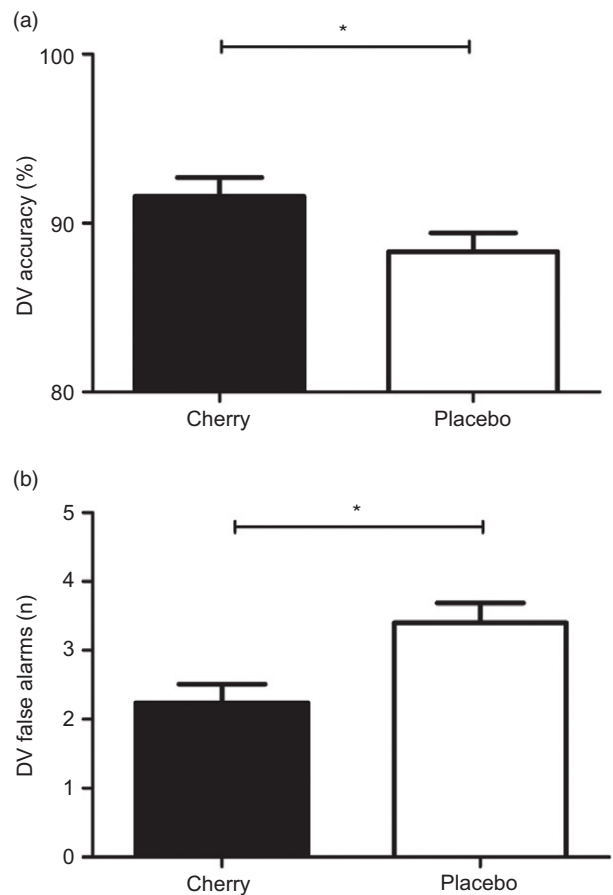 (a)
*
100
90
80
DV accuracy (%)
Cherry Placebo
(b)
*
5
4
3
2
1
0
DV false alarms (n)
Cherry Placebo